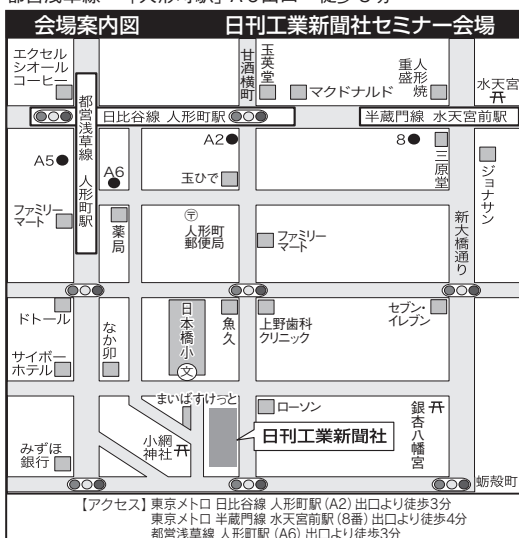 会場案内図 日刊工業新聞社セミナー会場
エクセル
シオール
コーヒー
甘酒横町
玉英堂
マクドナルド
重盛
人形焼
水天宮
都営浅草線 人形町駅
日比谷線 人形町駅
半蔵門線 水天宮前駅
A5
A6
A2
8
玉ひで
三原堂
ジョナサン
ファミリー
マート
薬局
〒
人形町
郵便局
ファミリー
マート
新大橋通り
ドトール
なか卯
日本橋小
文
魚久
上野歯科
クリニック
セブン-
イレブン
サイボー
ホテル
まいばすけっと
ローソン
銀杏八幡宮
小網
神社
日刊工業新聞社
みずほ
銀行
蛎殻町
【アクセス】東京メトロ 日比谷線 人形町駅(A2)出口より徒歩3分
東京メトロ 半蔵門線 水天宮前駅(8番)出口より徒歩4分
都営浅草線 人形町駅(A6)出口より徒歩3分